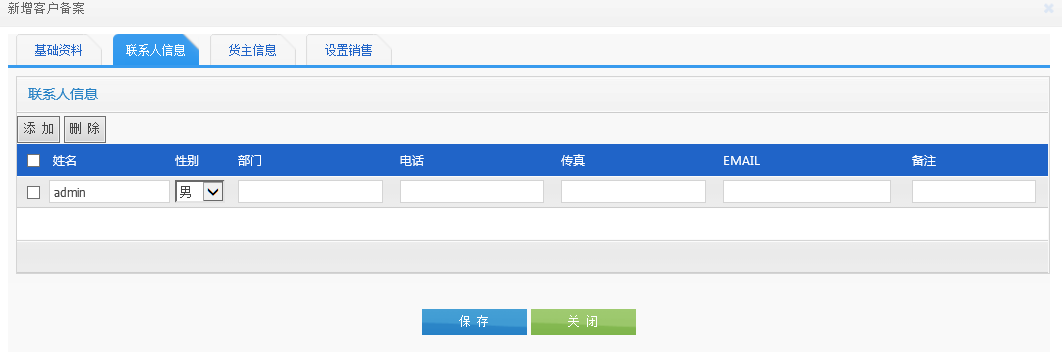 新增客户备案
基础资料 联系人信息 货主信息 设置销售
联系人信息
添 加 删 除
姓名 性别 部门 电话 传真 EMAIL 备注
admin 男
保 存 关 闭